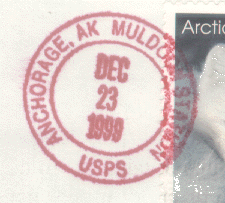 ANCHORAGE, AK MULDOON STATION
DEC
23
1999
USPS
Arctic